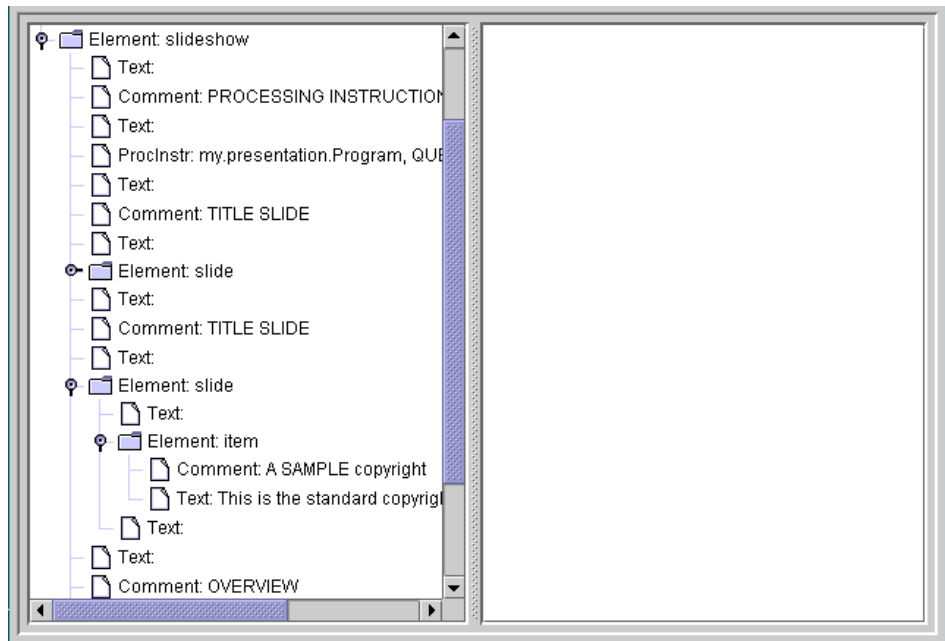 Element: slideshow
Text:
Comment: PROCESSING INSTRUCTION
Text:
ProcInstr: my.presentation.Program, QUE
Text:
Comment: TITLE SLIDE
Text:
Element: slide
Text:
Comment: TITLE SLIDE
Text:
Element: slide
Text:
Element: item
Comment: A SAMPLE copyright
Text: This is the standard copyrig
Text:
Text:
Comment: OVERVIEW